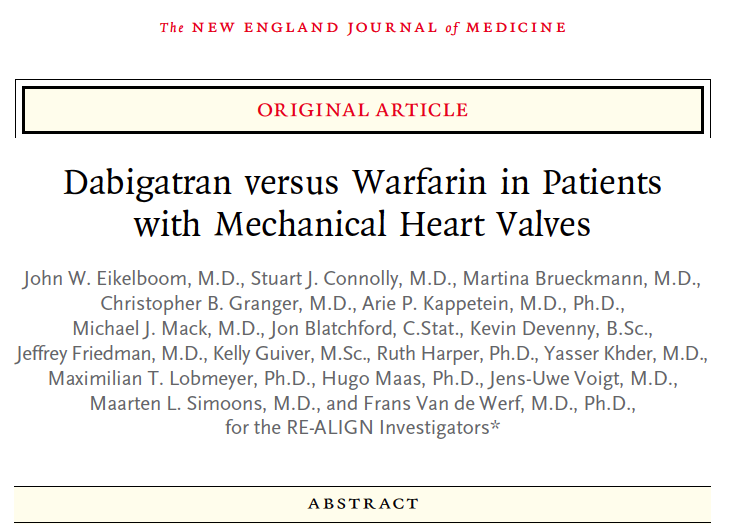 The NEW ENGLAND JOURNAL of MEDICINE
ORIGINAL ARTICLE
Dabigatran versus Warfarin in Patients
with Mechanical Heart Valves
John W. Eikelboom, M.D., Stuart J. Connolly, M.D., Martina Brueckmann, M.D.,
Christopher B. Granger, M.D., Arie P. Kappetein, M.D., Ph.D.,
Michael J. Mack, M.D., Jon Blatchford, C.Stat., Kevin Devenny, B.Sc.,
Jeffrey Friedman, M.D., Kelly Guiver, M.Sc., Ruth Harper, Ph.D., Yasser Khder, M.D.,
Maximilian T. Lobmeyer, Ph.D., Hugo Maas, Ph.D., Jens-Uwe Voigt, M.D.,
Maarten L. Simoons, M.D., and Frans Van de Werf, M.D., Ph.D.,
for the RE-ALIGN Investigators*
ABSTRACT